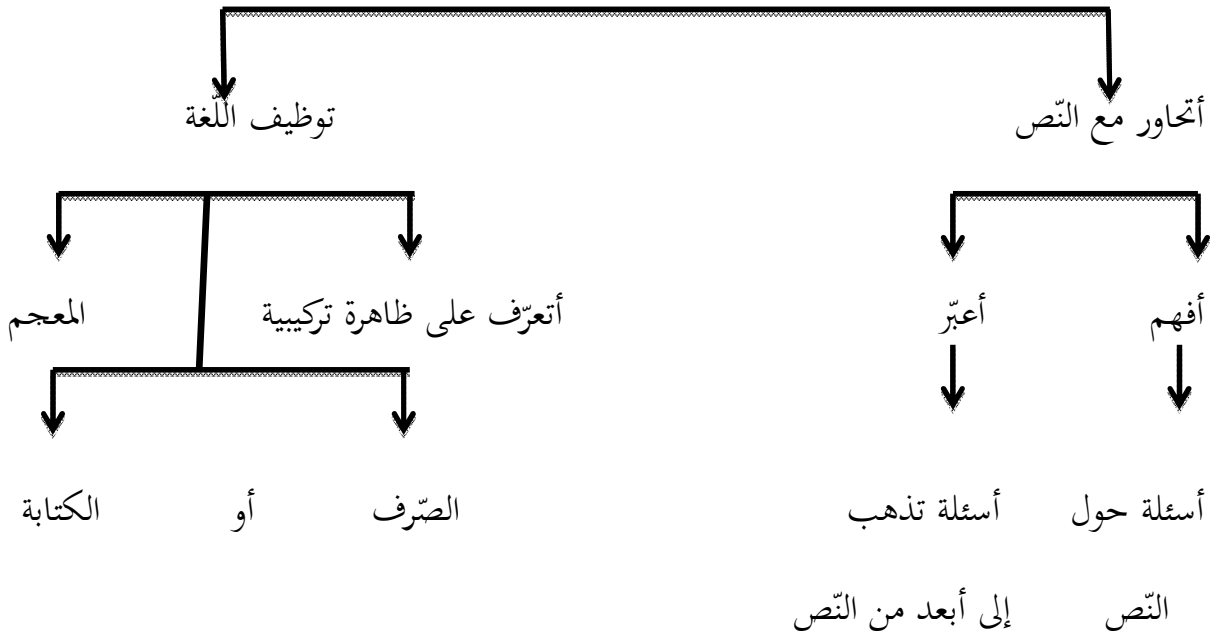 أتحاور مع النّص
توظيف اللّغة
أفهم
أعبّر
أتعرّف على ظاهرة تركيبية
المعجم
أسئلة حول
النّص
أسئلة تذهب
إلى أبعد من النّص
الصّرف أو الكتابة